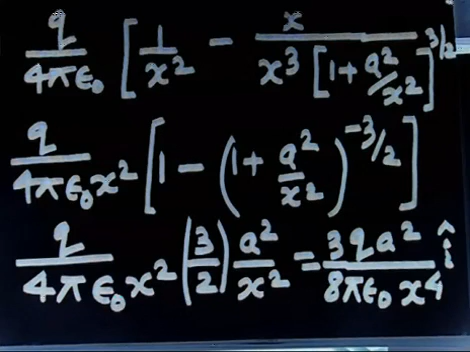 q/4πϵ₀ [1/x² − x/x³[1+a²/x²]^3/2
q/4πϵ₀x² [1−(1+a²/x²)^−3/2]
q/4πϵ₀x² (3/2) a²/x² = 3qa²/8πϵ₀x⁴ î